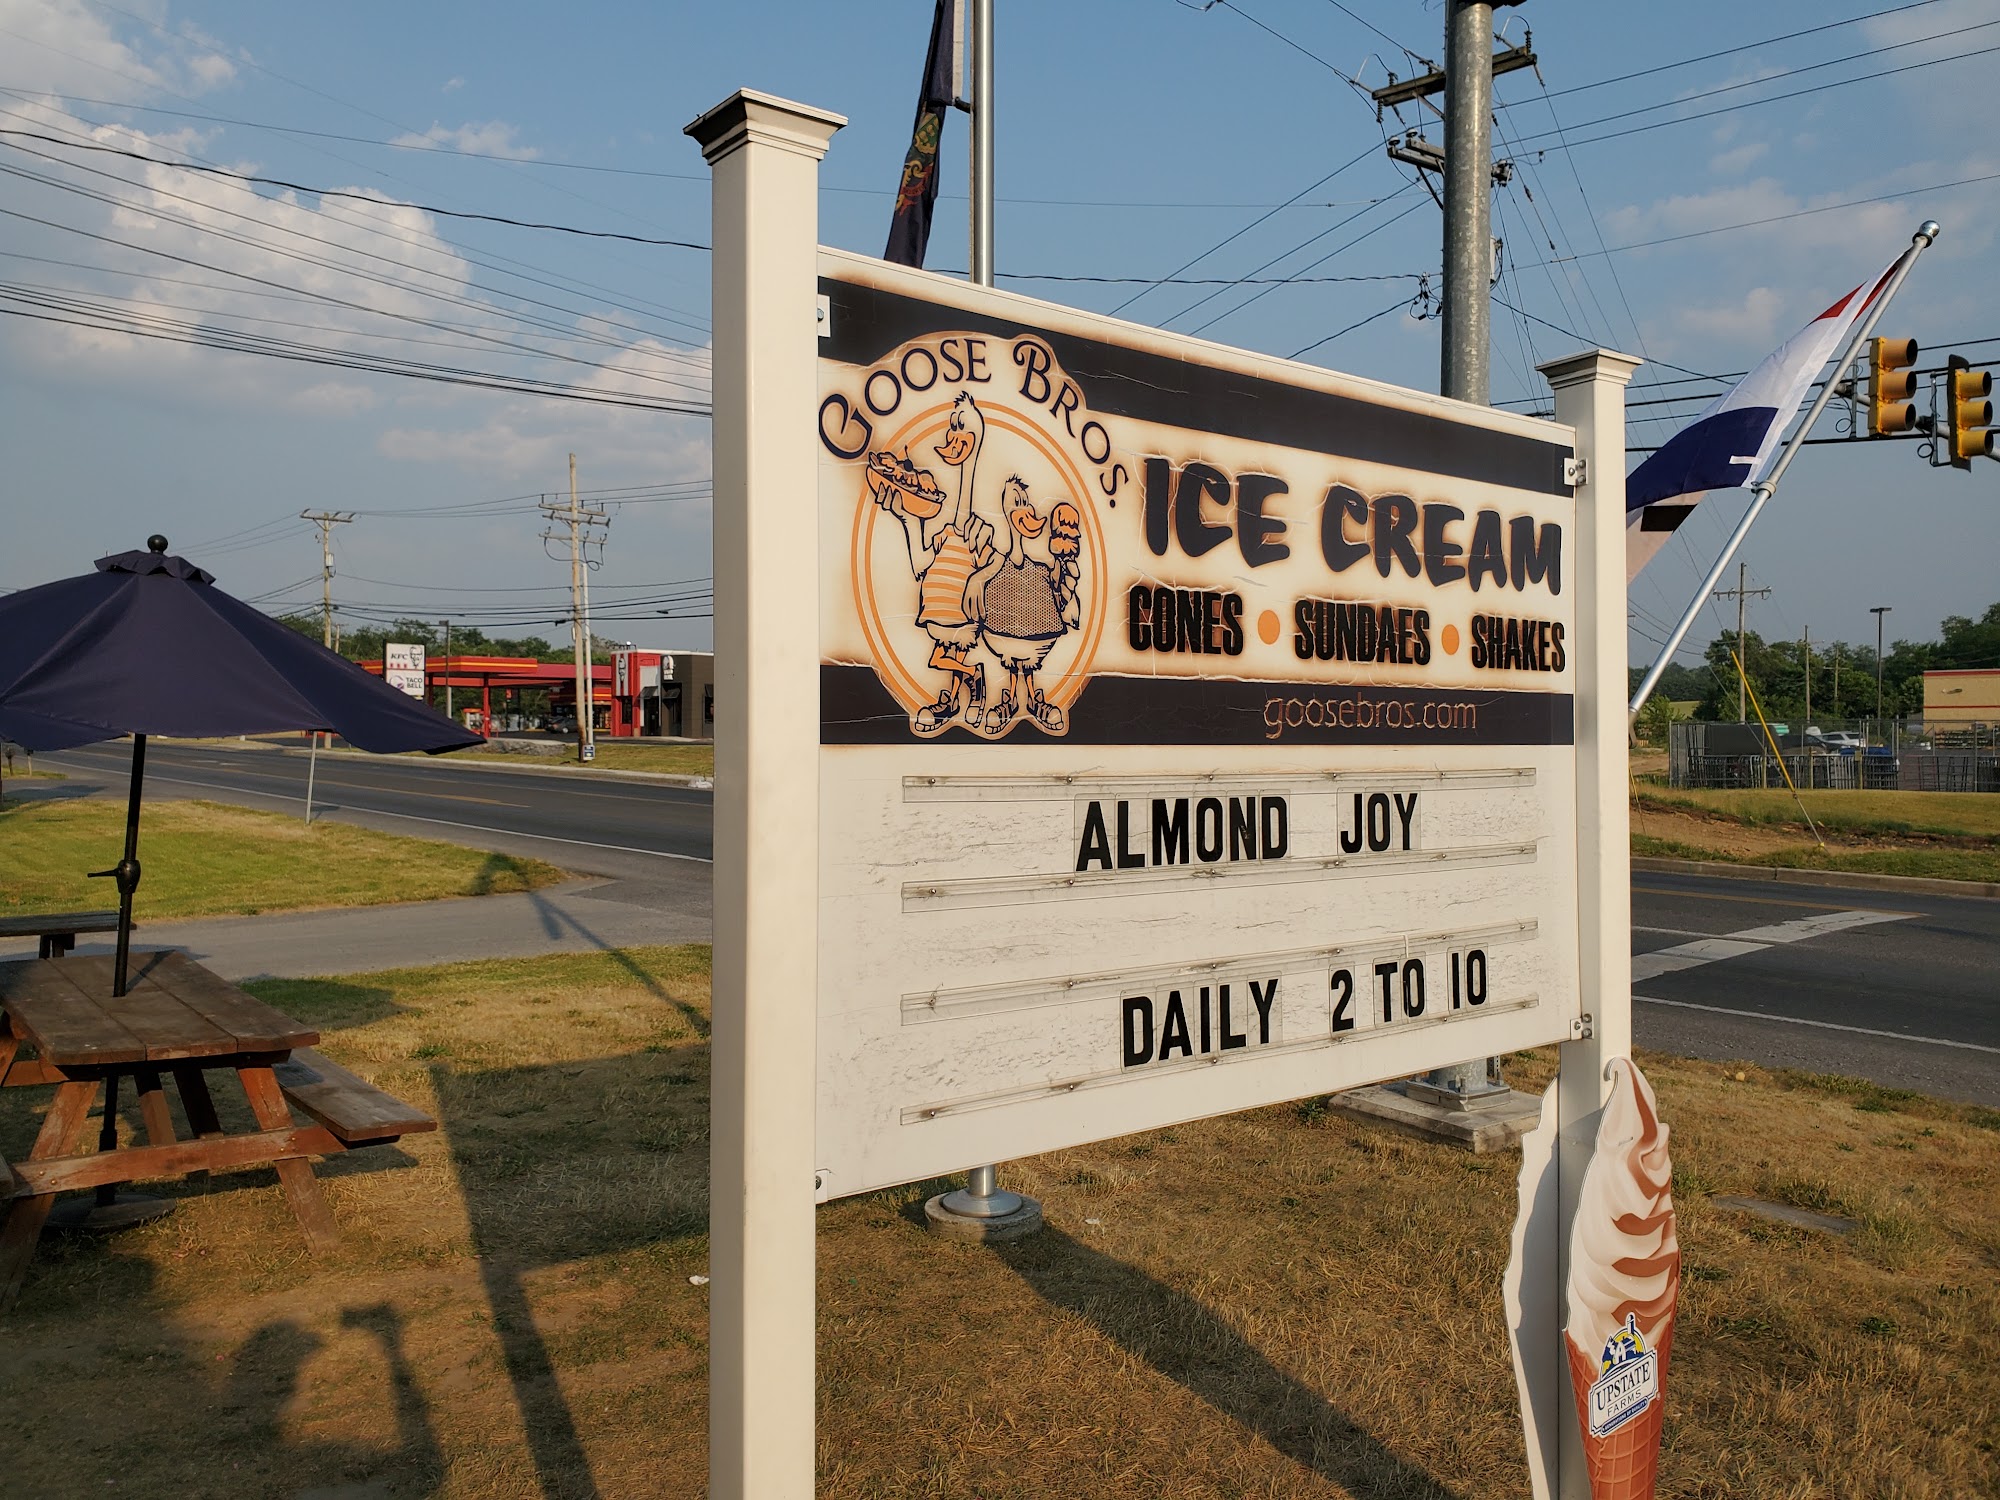 GOOSE BROS.
ICE CREAM
CONES • SUNDAES • SHAKES
goosebros.com
ALMOND JOY
DAILY 2 TO 10
KFC
TACO
BELL
UPSTATE
FARMS